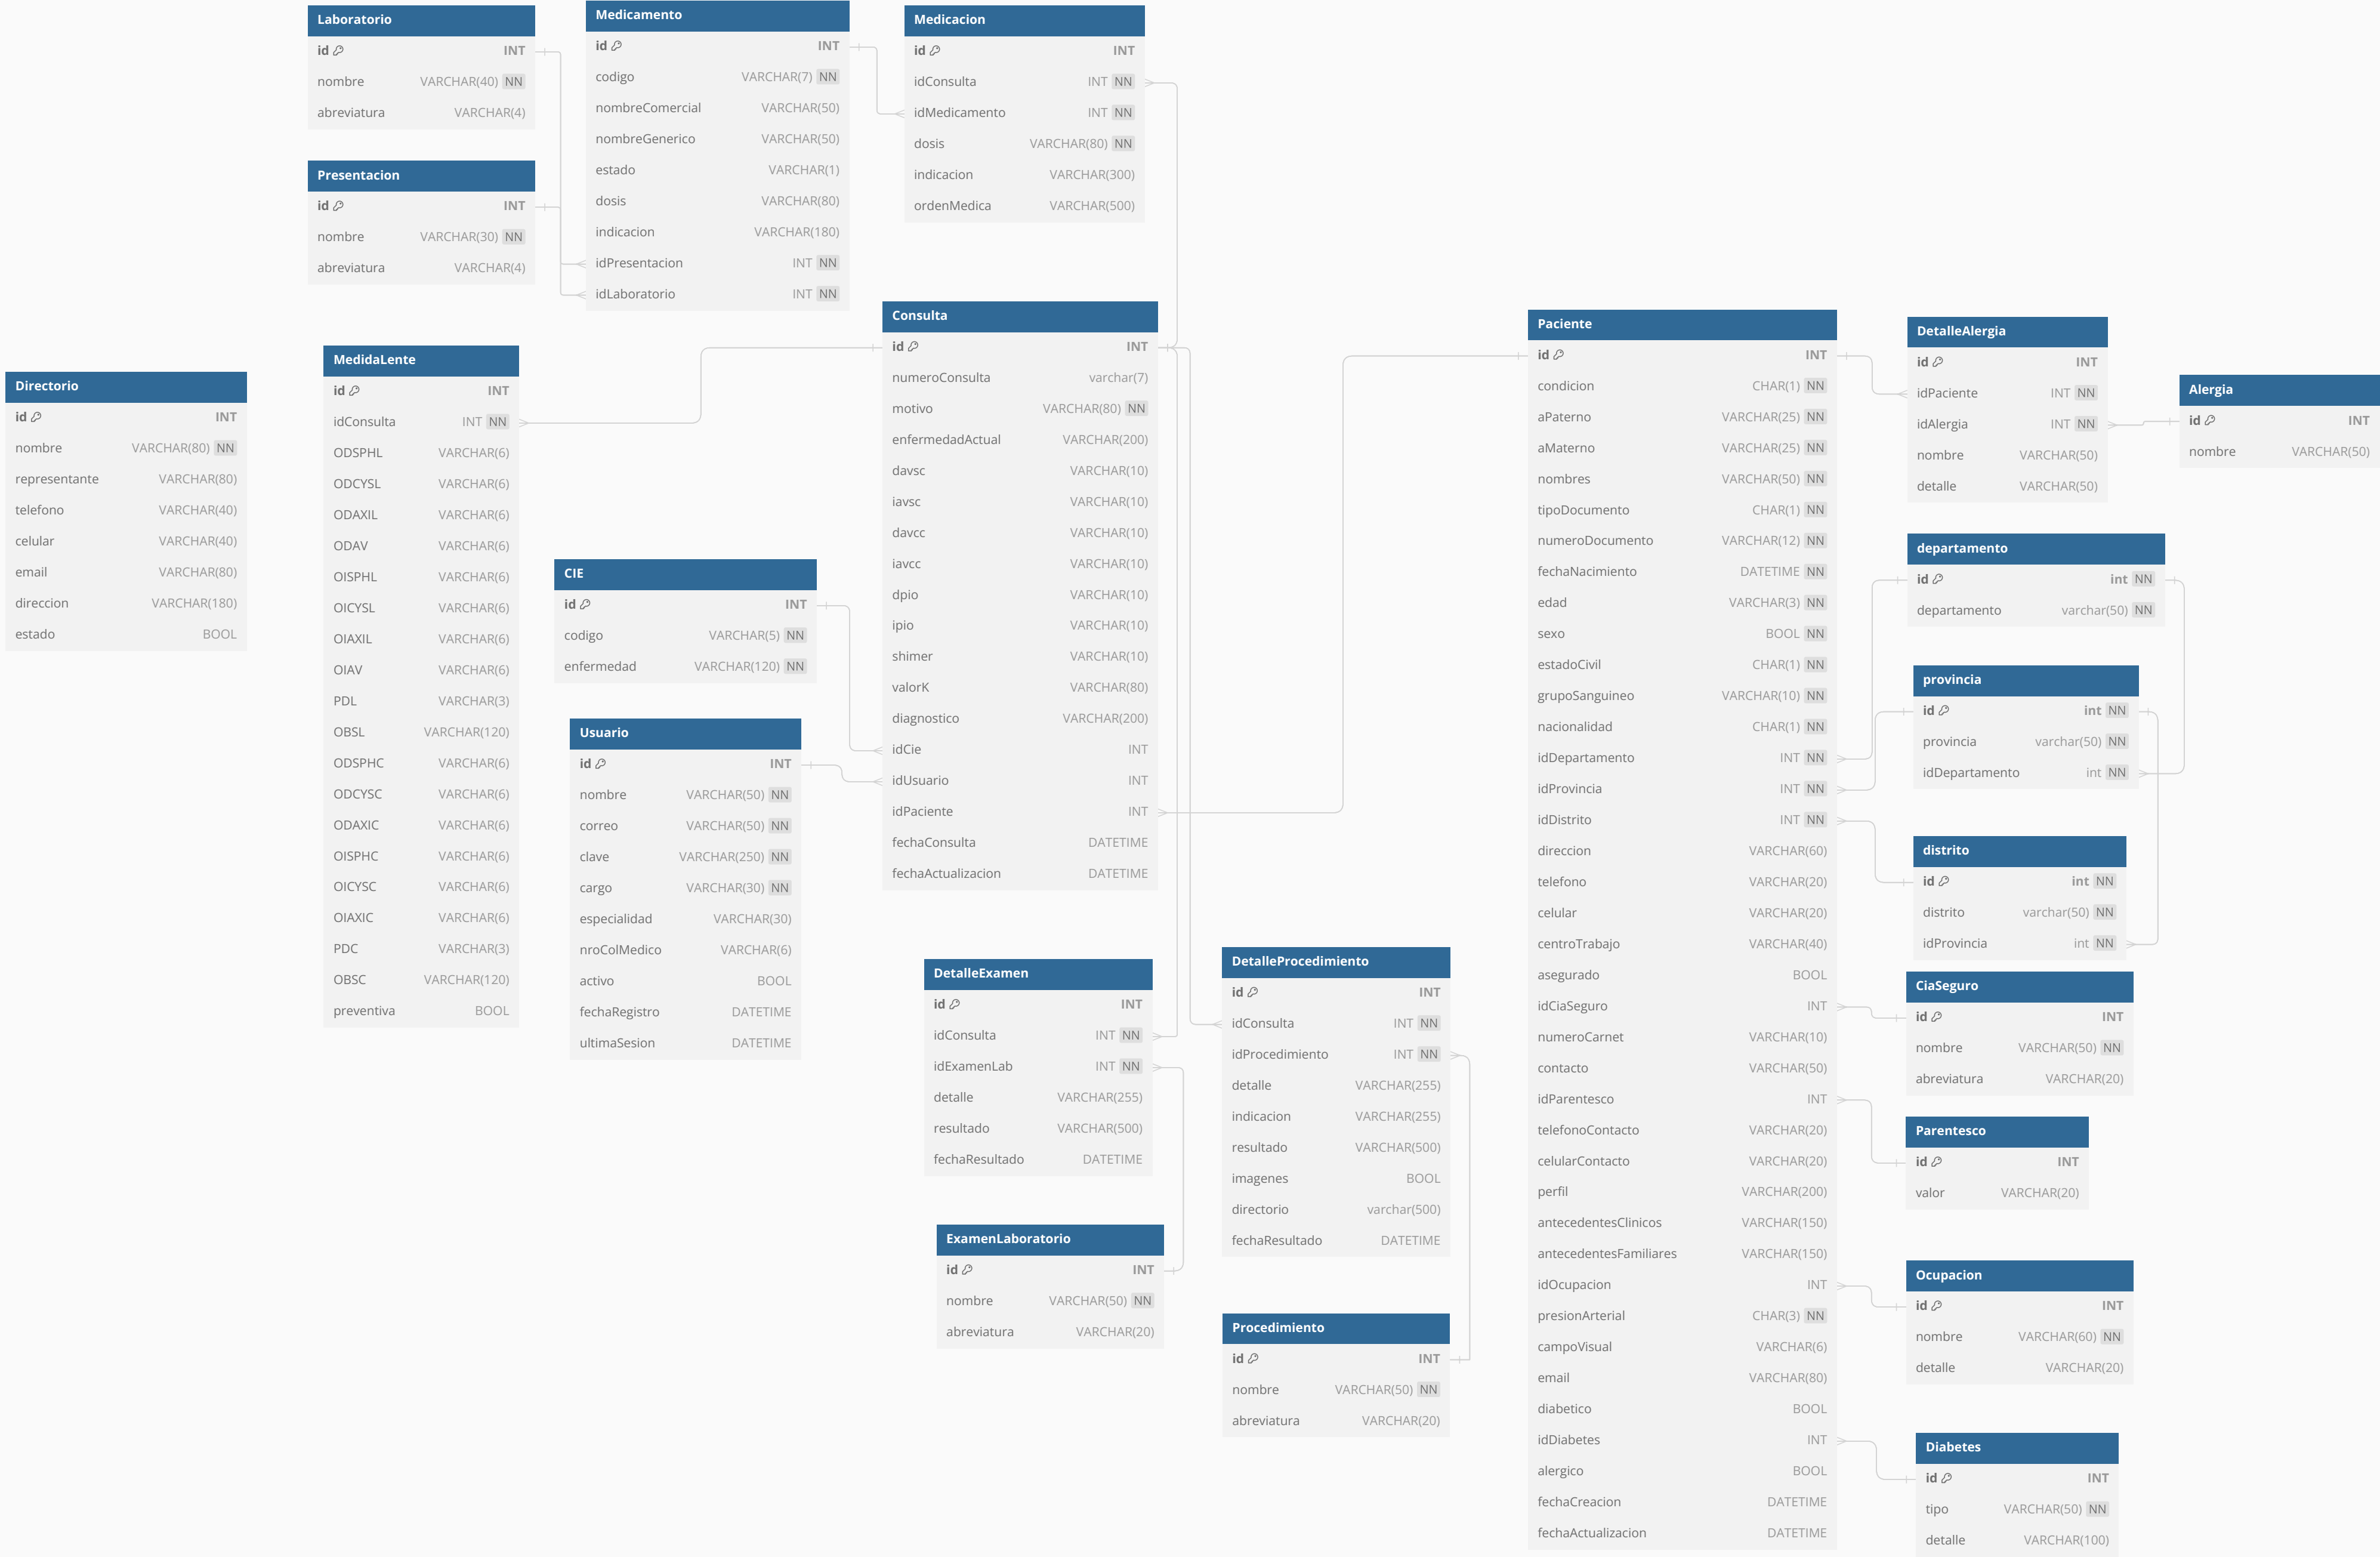 Laboratorio
id INT
nombre VARCHAR(40) NN
abreviatura VARCHAR(4)
Presentacion
id INT
nombre VARCHAR(30) NN
abreviatura VARCHAR(4)
Medicamento
id INT
codigo VARCHAR(7) NN
nombreComercial VARCHAR(50)
nombreGenerico VARCHAR(50)
estado VARCHAR(1)
dosis VARCHAR(80)
indicacion VARCHAR(180)
idPresentacion INT NN
idLaboratorio INT NN
Medicacion
id INT
idConsulta INT NN
idMedicamento INT NN
dosis VARCHAR(80) NN
indicacion VARCHAR(300)
ordenMedica VARCHAR(500)
Directorio
id INT
nombre VARCHAR(80) NN
representante VARCHAR(80)
telefono VARCHAR(40)
celular VARCHAR(40)
email VARCHAR(80)
direccion VARCHAR(180)
estado BOOL
MedidaLente
id INT
idConsulta INT NN
ODSPHL VARCHAR(6)
ODCYSL VARCHAR(6)
ODAXIL VARCHAR(6)
ODAV VARCHAR(6)
OISPHL VARCHAR(6)
OICYSL VARCHAR(6)
OIAXIL VARCHAR(6)
OIAV VARCHAR(6)
PDL VARCHAR(3)
OBSL VARCHAR(120)
ODSPHC VARCHAR(6)
ODCYSC VARCHAR(6)
ODAXIC VARCHAR(6)
OISPHC VARCHAR(6)
OICYSC VARCHAR(6)
OIAXIC VARCHAR(6)
PDC VARCHAR(3)
OBSC VARCHAR(120)
preventiva BOOL
CIE
id INT
codigo VARCHAR(5) NN
enfermedad VARCHAR(120) NN
Usuario
id INT
nombre VARCHAR(50) NN
correo VARCHAR(50) NN
clave VARCHAR(250) NN
cargo VARCHAR(30) NN
especialidad VARCHAR(30)
nroColMedico VARCHAR(6)
activo BOOL
fechaRegistro DATETIME
ultimaSesion DATETIME
Consulta
id INT
numeroConsulta varchar(7)
motivo VARCHAR(80) NN
enfermedadActual VARCHAR(200)
davsc VARCHAR(10)
iavsc VARCHAR(10)
davcc VARCHAR(10)
iavcc VARCHAR(10)
dpio VARCHAR(10)
ipio VARCHAR(10)
shimer VARCHAR(10)
valorK VARCHAR(80)
diagnostico VARCHAR(200)
idCie INT
idUsuario INT
idPaciente INT
fechaConsulta DATETIME
fechaActualizacion DATETIME
DetalleExamen
id INT
idConsulta INT NN
idExamenLab INT NN
detalle VARCHAR(255)
resultado VARCHAR(500)
fechaResultado DATETIME
ExamenLaboratorio
id INT
nombre VARCHAR(50) NN
abreviatura VARCHAR(20)
DetalleProcedimiento
id INT
idConsulta INT NN
idProcedimiento INT NN
detalle VARCHAR(255)
indicacion VARCHAR(255)
resultado VARCHAR(500)
imagenes BOOL
directorio varchar(500)
fechaResultado DATETIME
Procedimiento
id INT
nombre VARCHAR(50) NN
abreviatura VARCHAR(20)
Paciente
id INT
condicion CHAR(1) NN
aPaterno VARCHAR(25) NN
aMaterno VARCHAR(25) NN
nombres VARCHAR(50) NN
tipoDocumento CHAR(1) NN
numeroDocumento VARCHAR(12) NN
fechaNacimiento DATETIME NN
edad VARCHAR(3) NN
sexo BOOL NN
estadoCivil CHAR(1) NN
grupoSanguineo VARCHAR(10) NN
nacionalidad CHAR(1) NN
idDepartamento INT NN
idProvincia INT NN
idDistrito INT NN
direccion VARCHAR(60)
telefono VARCHAR(20)
celular VARCHAR(20)
centroTrabajo VARCHAR(40)
asegurado BOOL
idCiaSeguro INT
numeroCarnet VARCHAR(10)
contacto VARCHAR(50)
idParentesco INT
telefonoContacto VARCHAR(20)
celularContacto VARCHAR(20)
perfil VARCHAR(200)
antecedentesClinicos VARCHAR(150)
antecedentesFamiliares VARCHAR(150)
idOcupacion INT
presionArterial CHAR(3) NN
campoVisual VARCHAR(6)
email VARCHAR(80)
diabetico BOOL
idDiabetes INT
alergico BOOL
fechaCreacion DATETIME
fechaActualizacion DATETIME
DetalleAlergia
id INT
idPaciente INT NN
idAlergia INT NN
nombre VARCHAR(50)
detalle VARCHAR(50)
Alergia
id INT
nombre VARCHAR(50)
departamento
id int NN
departamento varchar(50) NN
provincia
id int NN
provincia varchar(50) NN
idDepartamento int NN
distrito
id int NN
distrito varchar(50) NN
idProvincia int NN
CiaSeguro
id INT
nombre VARCHAR(50) NN
abreviatura VARCHAR(20)
Parentesco
id INT
valor VARCHAR(20)
Ocupacion
id INT
nombre VARCHAR(60) NN
detalle VARCHAR(20)
Diabetes
id INT
tipo VARCHAR(50) NN
detalle VARCHAR(100)